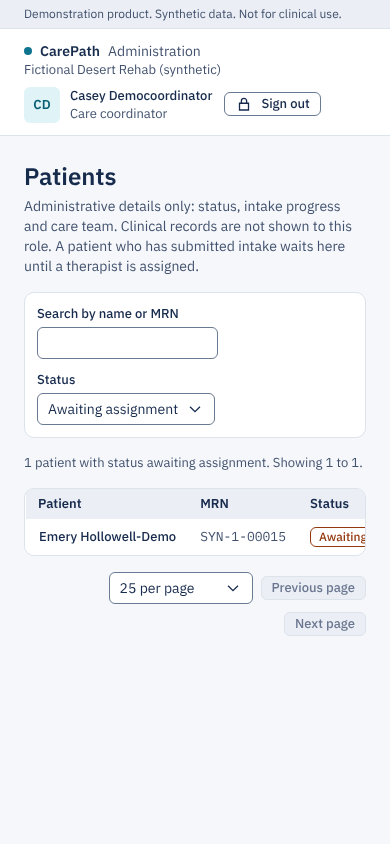 Demonstration product. Synthetic data. Not for clinical use.
CarePath Administration
Fictional Desert Rehab (synthetic)
CD
Casey Democoordinator
Care coordinator
Sign out
Patients
Administrative details only: status, intake progress
and care team. Clinical records are not shown to this
role. A patient who has submitted intake waits here
until a therapist is assigned.
Search by name or MRN
Status
Awaiting assignment
1 patient with status awaiting assignment. Showing 1 to 1.
Patient MRN Status
Emery Hollowell-Demo SYN-1-00015 Awaiting
25 per page Previous page
Next page